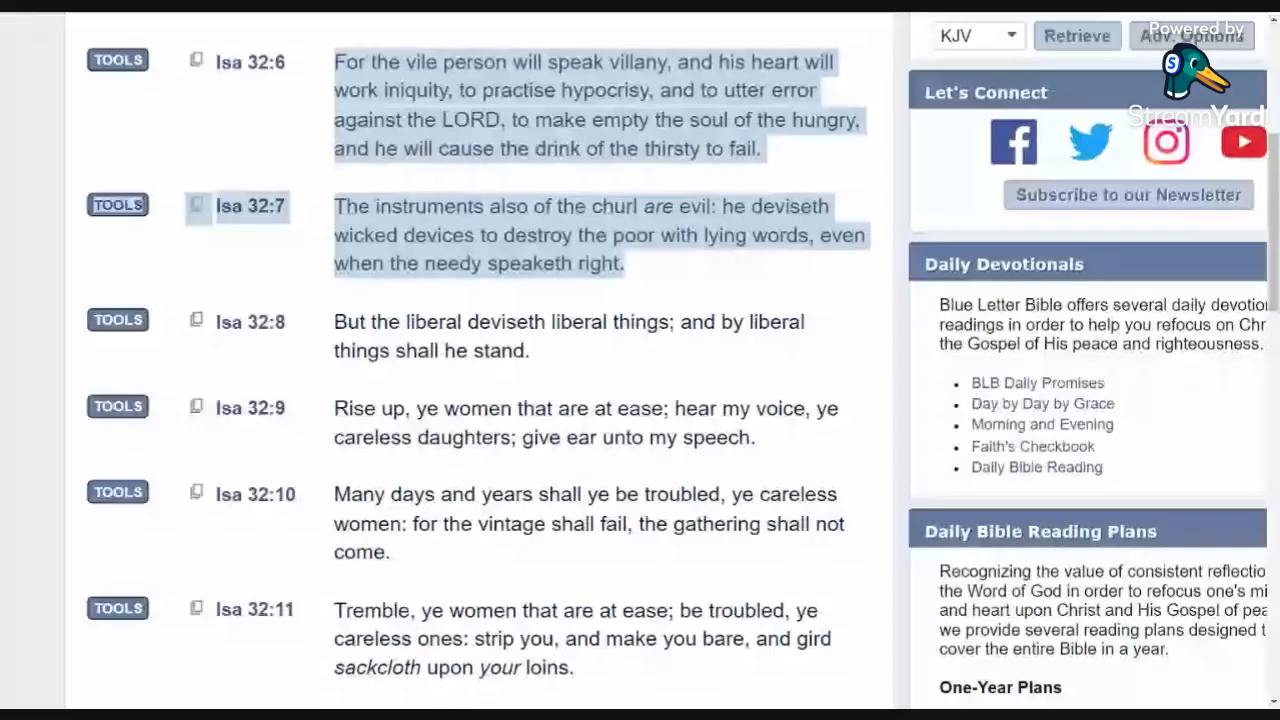 TOOLS
Isa 32:6
For the vile person will speak villany, and his heart will
work iniquity, to practise hypocrisy, and to utter error
against the LORD, to make empty the soul of the hungry,
and he will cause the drink of the thirsty to fail.
TOOLS
Isa 32:7
The instruments also of the churl are evil: he deviseth
wicked devices to destroy the poor with lying words, even
when the needy speaketh right.
TOOLS
Isa 32:8
But the liberal deviseth liberal things; and by liberal
things shall he stand.
TOOLS
Isa 32:9
Rise up, ye women that are at ease; hear my voice, ye
careless daughters; give ear unto my speech.
TOOLS
Isa 32:10
Many days and years shall ye be troubled, ye careless
women: for the vintage shall fail, the gathering shall not
come.
TOOLS
Isa 32:11
Tremble, ye women that are at ease; be troubled, ye
careless ones: strip you, and make you bare, and gird
sackcloth upon your loins.
KJV
Retrieve
Adv. Options
Powered by
S
StreamYard
Let's Connect
Subscribe to our Newsletter
Daily Devotionals
Blue Letter Bible offers several daily devotio
readings in order to help you refocus on Chr
the Gospel of His peace and righteousness.
BLB Daily Promises
Day by Day by Grace
Morning and Evening
Faith's Checkbook
Daily Bible Reading
Daily Bible Reading Plans
Recognizing the value of consistent reflectio
the Word of God in order to refocus one's mi
and heart upon Christ and His Gospel of pea
we provide several reading plans designed t
cover the entire Bible in a year.
One-Year Plans